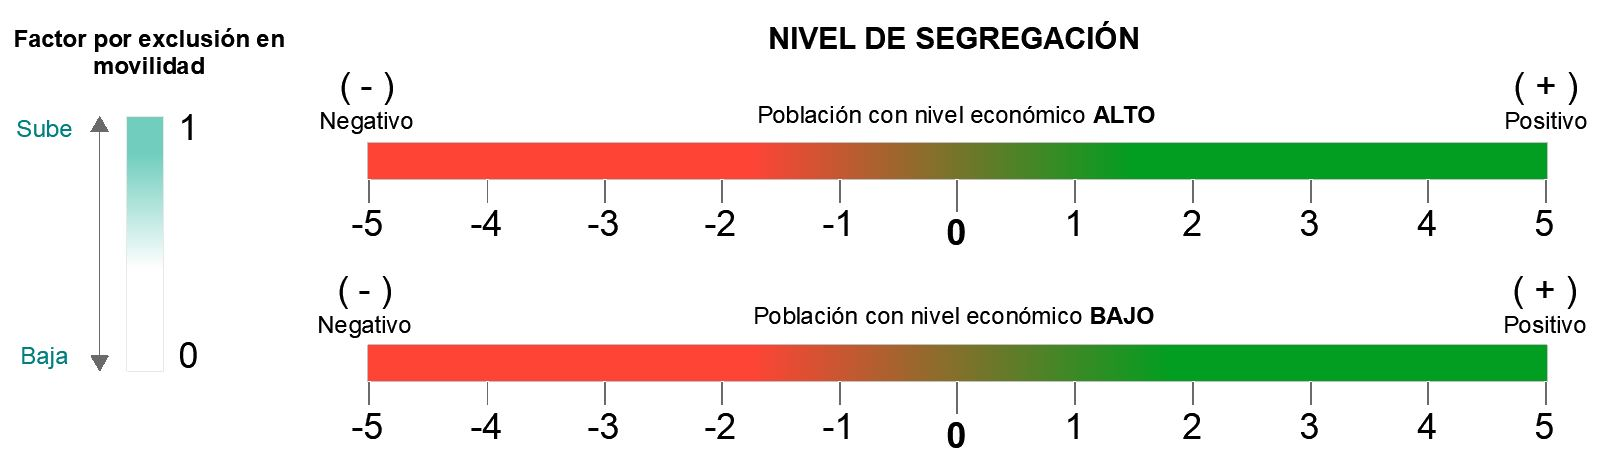 Factor por exclusión en
movilidad
Sube
1
Baja
0
NIVEL DE SEGREGACIÓN
( - )
Negativo
Población con nivel económico ALTO
( + )
Positivo
-5 -4 -3 -2 -1 0 1 2 3 4 5
( - )
Negativo
Población con nivel económico BAJO
( + )
Positivo
-5 -4 -3 -2 -1 0 1 2 3 4 5